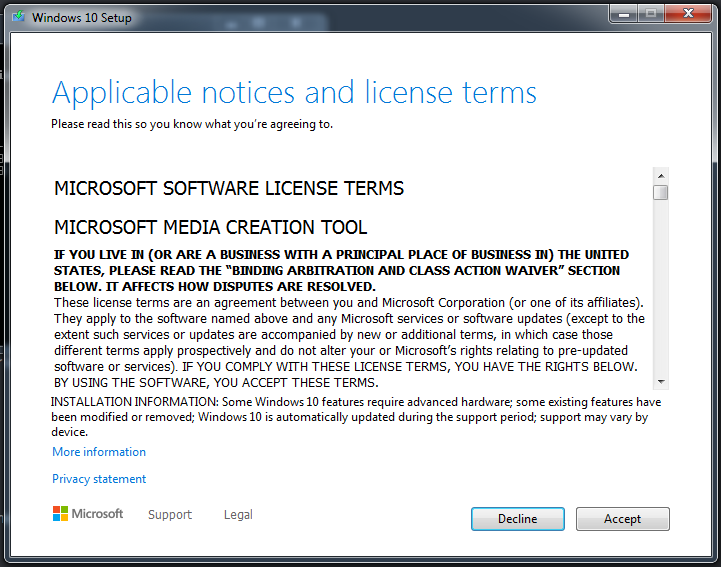 Windows 10 Setup
Applicable notices and license terms
Please read this so you know what you're agreeing to.
MICROSOFT SOFTWARE LICENSE TERMS
MICROSOFT MEDIA CREATION TOOL
IF YOU LIVE IN (OR ARE A BUSINESS WITH A PRINCIPAL PLACE OF BUSINESS IN) THE UNITED
STATES, PLEASE READ THE “BINDING ARBITRATION AND CLASS ACTION WAIVER” SECTION
BELOW. IT AFFECTS HOW DISPUTES ARE RESOLVED.
These license terms are an agreement between you and Microsoft Corporation (or one of its affiliates).
They apply to the software named above and any Microsoft services or software updates (except to the
extent such services or updates are accompanied by new or additional terms, in which case those
different terms apply prospectively and do not alter your or Microsoft’s rights relating to pre-updated
software or services). IF YOU COMPLY WITH THESE LICENSE TERMS, YOU HAVE THE RIGHTS BELOW.
BY USING THE SOFTWARE, YOU ACCEPT THESE TERMS.
INSTALLATION INFORMATION: Some Windows 10 features require advanced hardware; some existing features have
been modified or removed; Windows 10 is automatically updated during the support period; support may vary by
device.
More information
Privacy statement
Microsoft Support Legal
Decline Accept